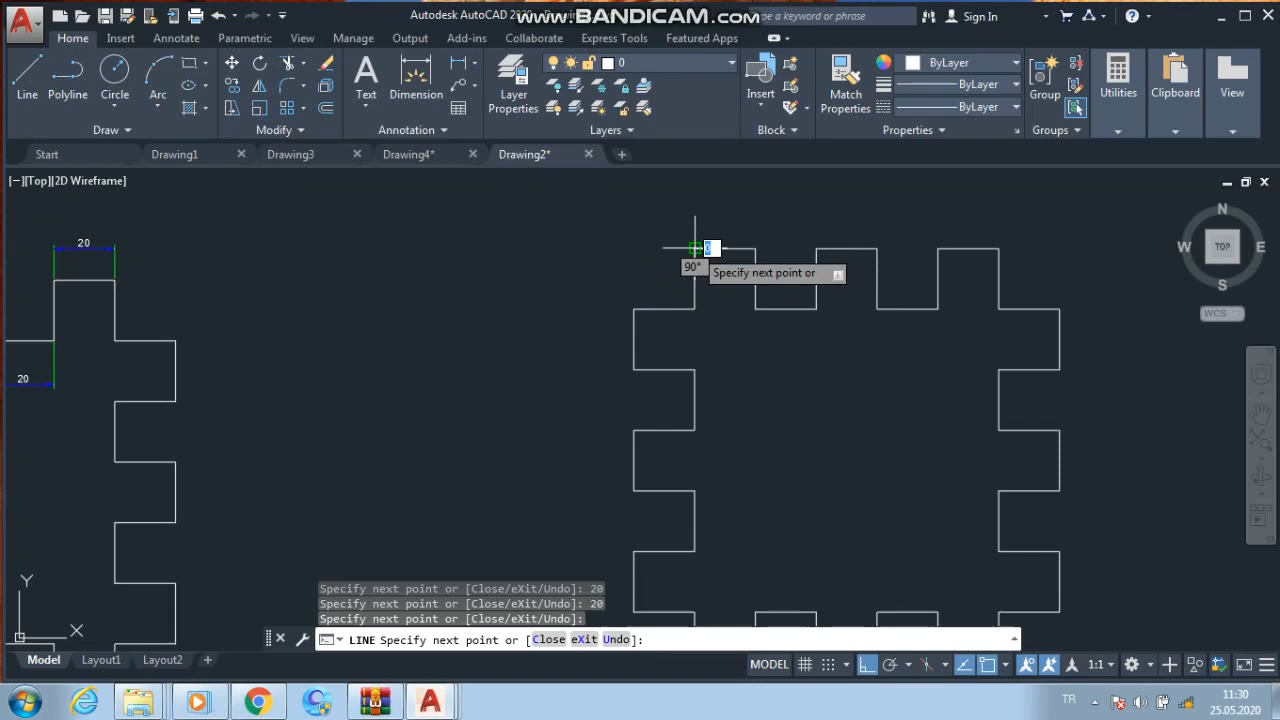 Autodesk AutoCAD 2
www.BANDICAM.com
e a keyword or phrase
Sign In
Home Insert Annotate Parametric View Manage Output Add-ins Collaborate Express Tools Featured Apps
Line Polyline Circle Arc
Text Dimension
Layer Properties
0
Insert
Match Properties
ByLayer
ByLayer
ByLayer
Group
Utilities Clipboard View
Draw Modify Annotation Layers Block Properties Groups
Start Drawing1 Drawing3 Drawing4* Drawing2*
[−][Top][2D Wireframe]
20
20
0
90°
Specify next point or
N
W TOP E
S
WCS
Y
X
Specify next point or [Close/eXit/Undo]: 20
Specify next point or [Close/eXit/Undo]: 20
Specify next point or [Close/eXit/Undo]:
LINE Specify next point or [Close eXit Undo]:
Model Layout1 Layout2 +
MODEL 1:1
TR
11:30
25.05.2020